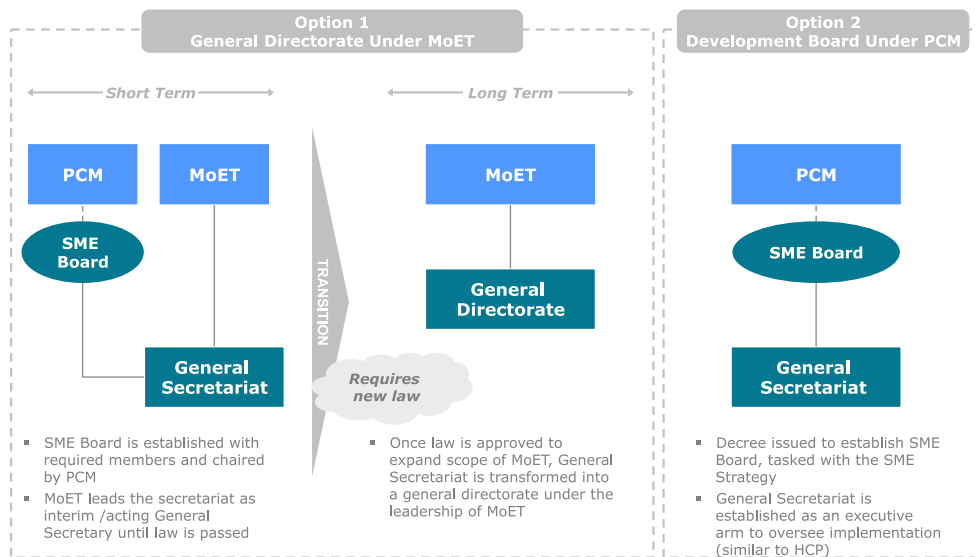 Option 1
General Directorate Under MoET
Short Term
Long Term
PCM
MoET
SME
Board
General
Secretariat
TRANSITION
Requires
new law
MoET
General
Directorate
▪ SME Board is established with
required members and chaired
by PCM
▪ MoET leads the secretariat as
interim /acting General
Secretary until law is passed
▪ Once law is approved to
expand scope of MoET, General
Secretariat is transformed into
a general directorate under the
leadership of MoET
Option 2
Development Board Under PCM
PCM
SME Board
General
Secretariat
▪ Decree issued to establish SME
Board, tasked with the SME
Strategy
▪ General Secretariat is
established as an executive
arm to oversee implementation
(similar to HCP)